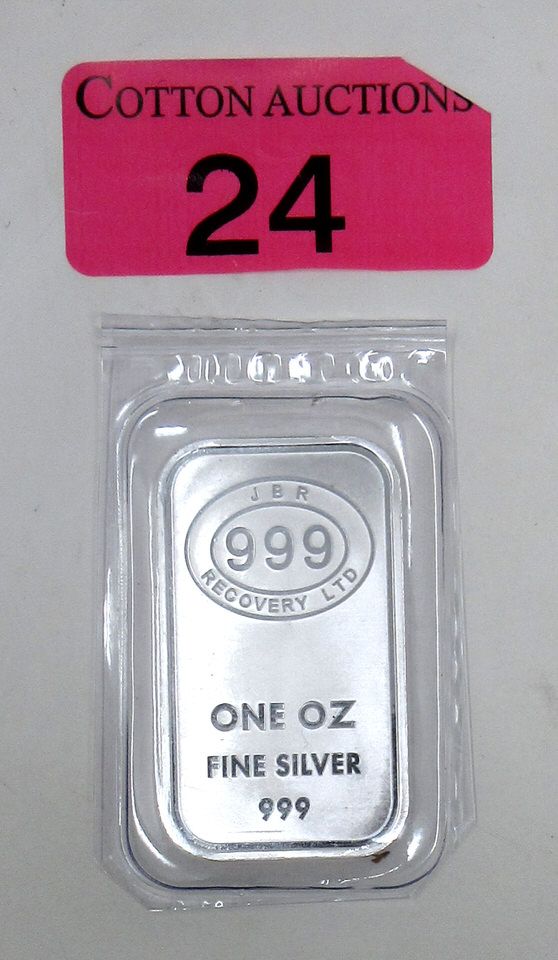 COTTON AUCTIONS
24
JBR
999
RECOVERY LTD
ONE OZ
FINE SILVER
999